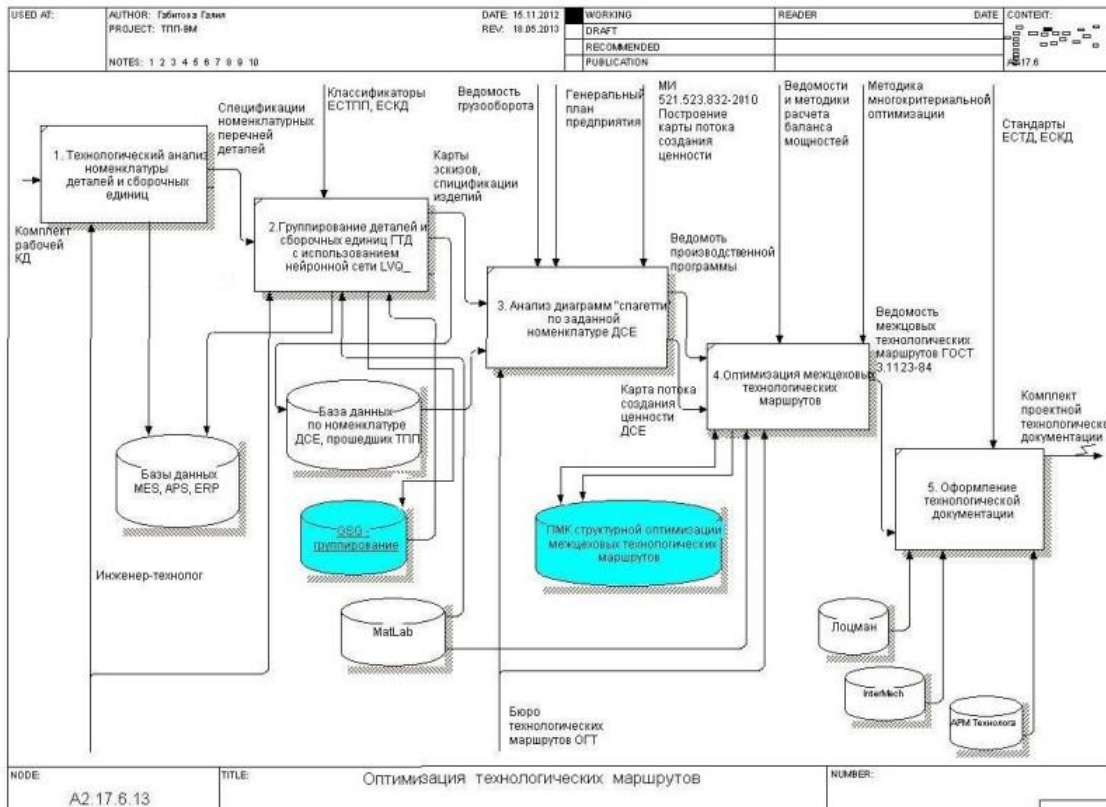 USED AT:
AUTHOR: Габитова Галия
DATE: 15.11.2012
WORKING
READER
DATE
CONTEXT:
PROJECT: ТПП-ВМ
REV: 18.05.2013
DRAFT
RECOMMENDED
NOTES: 1 2 3 4 5 6 7 8 9 10
PUBLICATION
Спецификации
номенклатурных
перечней
деталей
Классификаторы
ЕСТПП, ЕСКД
Ведомость
грузооборота
Генеральный
план
предприятия
МИ
521.523.832-2010
Построение
карты потока
создания
ценности
Ведомости
и методики
расчета
баланса
мощностей
Методика
многокритериальной
оптимизации
Стандарты
ЕСТД, ЕСКД
1. Технологический анализ
номенклатуры
деталей и сборочных
единиц
Карты
эскизов,
спицификации
изделий
Комплект
рабочей
КД
2.Группирование деталей и
сборочных единиц ГТД
с использованием
нейронной сети LVQ_
Ведомоть
производственной
программы
3. Анализ диаграмм "спагетти"
по заданной
номенклатуре ДСЕ
Ведомость
межцовых
технологических
маршрутов ГОСТ
3.1123-84
4.Оптимизация межцеховых
технологических
маршрутов
Карта потока
создания
ценности
ДСЕ
База данных
по номенклатуре
ДСЕ, прошедших ТПП
Комплект
проектной
технологическо
документации
Базы данных
MES, APS, ERP
5. Оформление
технологической
документации
GSG -
группирование
ПМК структурной оптимизации
межцеховых технологических
маршрутов
Инженер-технолог
MatLab
Лоцман
InterMech
АРМ Технолога
Бюро
технологических
маршрутов ОГТ
NODE:
TITLE:
Оптимизация технологических маршрутов
NUMBER:
A2.17.6.13